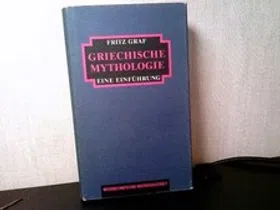 FRITZ GRAF
GRIECHISCHE
MYTHOLOGIE
EINE EINFÜHRUNG